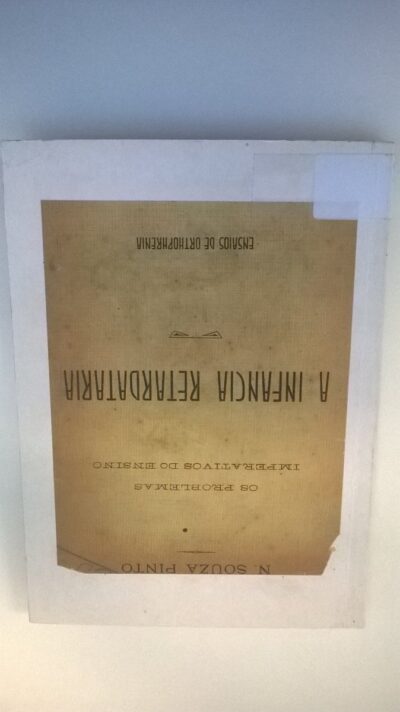 N. SOUZA PINTO
OS PROBLEMAS
IMPERATIVOS DO ENSINO
A INFANCIA RETARDATARIA
ENSAIOS DE ORTHOPHRENIA